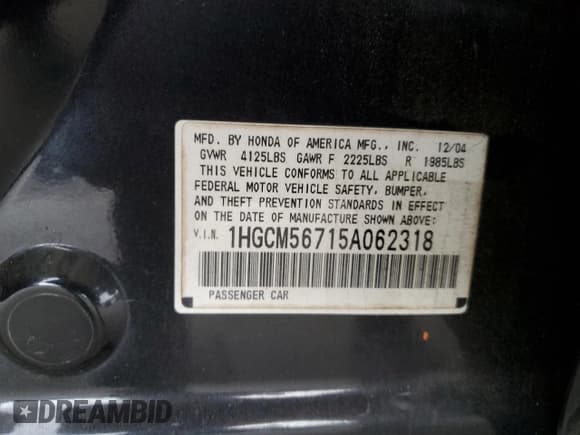 MFD. BY HONDA OF AMERICA MFG., INC. 12/04
GVWR 4125LBS GAWR F 2225LBS R 1985LBS
THIS VEHICLE CONFORMS TO ALL APPLICABLE
FEDERAL MOTOR VEHICLE SAFETY, BUMPER,
AND THEFT PREVENTION STANDARDS IN EFFECT
ON THE DATE OF MANUFACTURE SHOWN ABOVE:
V.I.N. 1HGCM56715A062318
PASSENGER CAR
DREAMBID